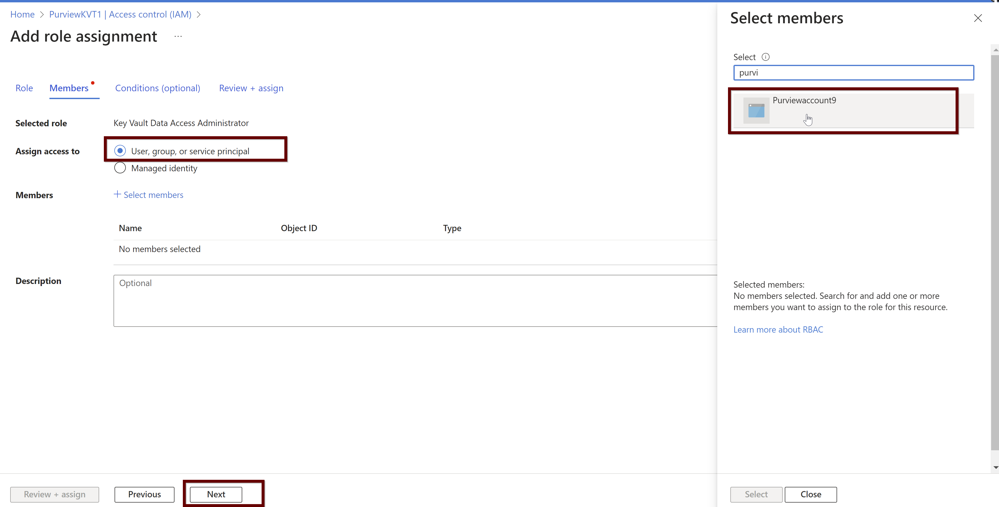 Home > PurviewKVT1 | Access control (IAM) >
Add role assignment ...
Role Members Conditions (optional) Review + assign
Selected role Key Vault Data Access Administrator
Assign access to User, group, or service principal
Managed identity
Members + Select members
Name Object ID Type
No members selected
Description Optional
Review + assign Previous Next
Select members
Select
purvi
Purviewaccount9
Selected members:
No members selected. Search for and add one or more
members you want to assign to the role for this resource.
Learn more about RBAC
Select Close